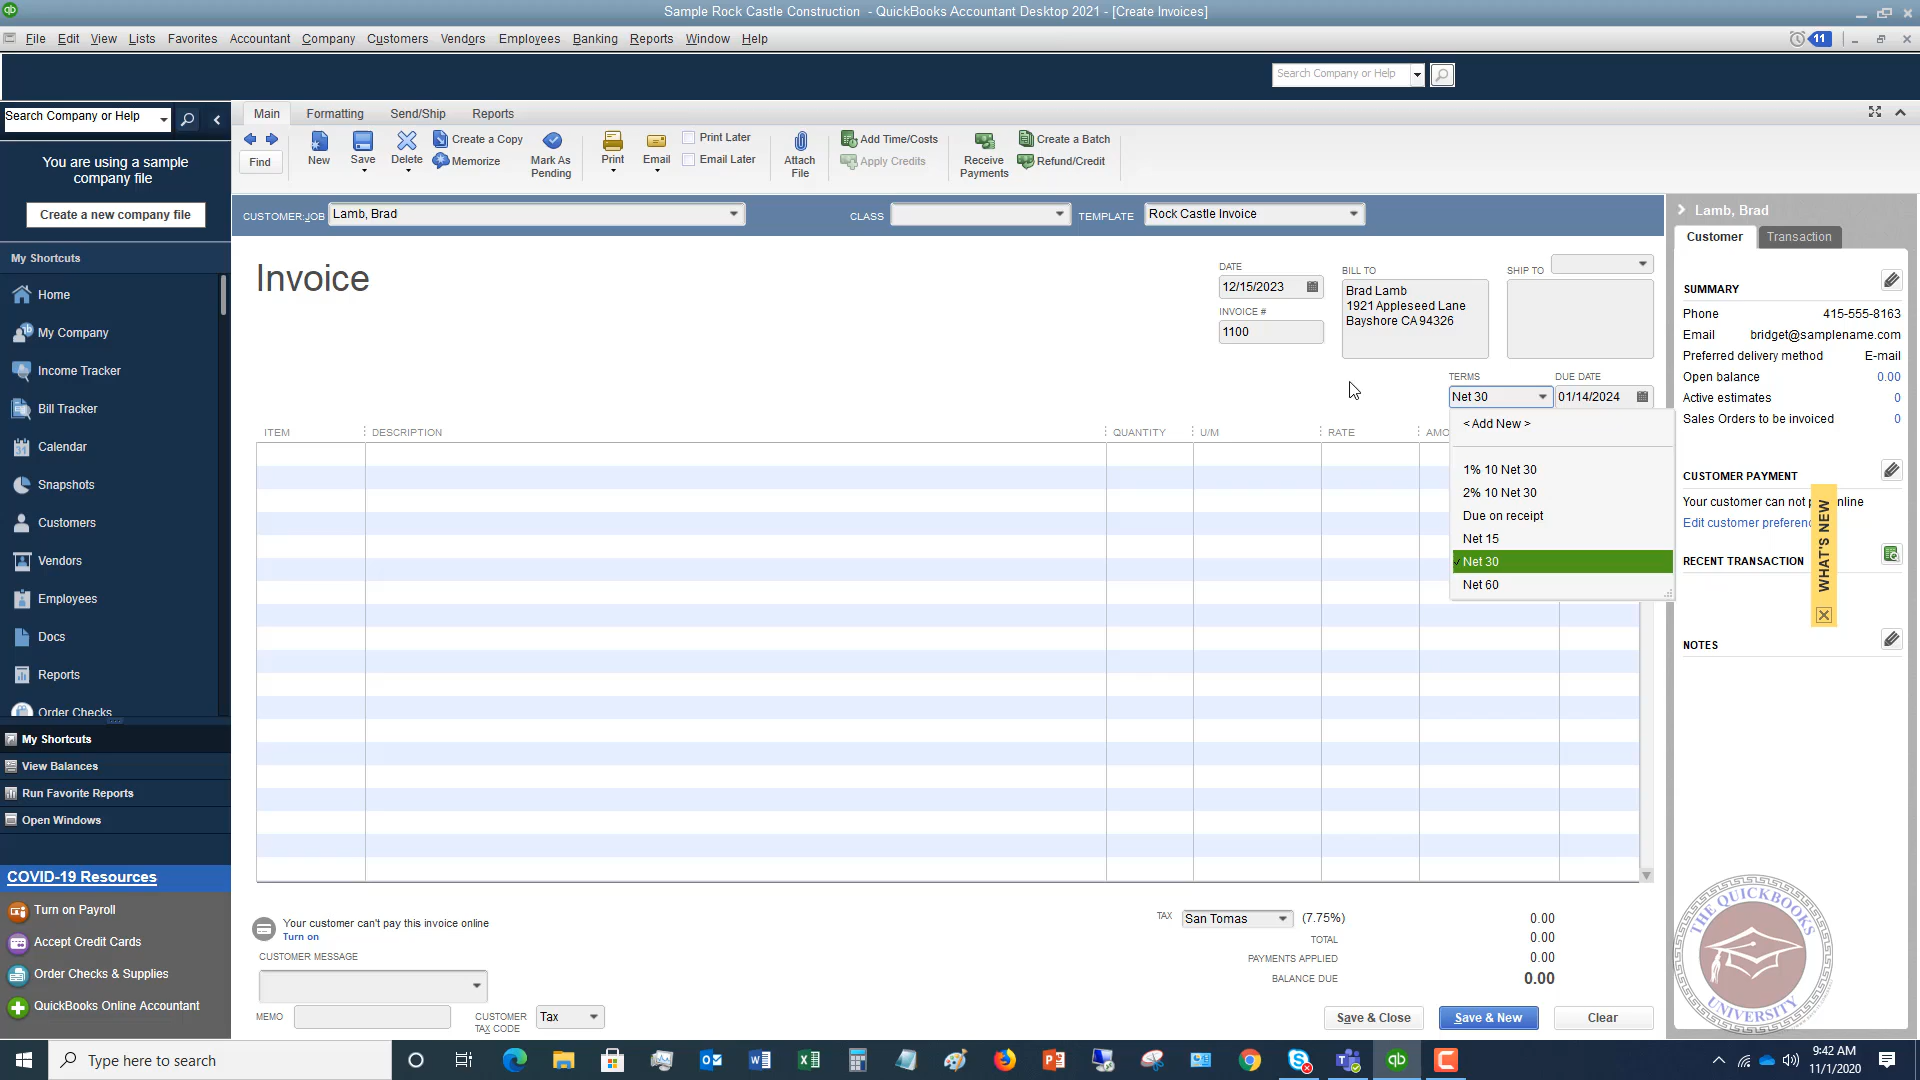 Sample Rock Castle Construction - QuickBooks Accountant Desktop 2021 - [Create Invoices]
File Edit View Lists Favorites Accountant Company Customers Vendors Employees Banking Reports Window Help
11
Search Company or Help
Search Company or Help
You are using a sample
company file
Create a new company file
My Shortcuts
Home
My Company
Income Tracker
Bill Tracker
Calendar
Snapshots
Customers
Vendors
Employees
Docs
Reports
Order Checks
My Shortcuts
View Balances
Run Favorite Reports
Open Windows
COVID-19 Resources
Turn on Payroll
Accept Credit Cards
Order Checks & Supplies
QuickBooks Online Accountant
Main Formatting Send/Ship Reports
Find
New
Save
Delete
Create a Copy
Memorize
Mark As
Pending
Print
Email
Print Later
Email Later
Attach
File
Add Time/Costs
Apply Credits
Receive
Payments
Create a Batch
Refund/Credit
CUSTOMER:JOB Lamb, Brad CLASS TEMPLATE Rock Castle Invoice
Invoice
DATE
12/15/2023
INVOICE #
1100
BILL TO
Brad Lamb
1921 Appleseed Lane
Bayshore CA 94326
SHIP TO
TERMS
Net 30
DUE DATE
01/14/2024
ITEM DESCRIPTION QUANTITY U/M RATE AMO
< Add New >
1% 10 Net 30
2% 10 Net 30
Due on receipt
Net 15
Net 30
Net 60
Your customer can't pay this invoice online
Turn on
CUSTOMER MESSAGE
MEMO
CUSTOMER
TAX CODE
Tax
TAX San Tomas (7.75%) 0.00
TOTAL 0.00
PAYMENTS APPLIED 0.00
BALANCE DUE 0.00
Save & Close Save & New Clear
Lamb, Brad
Customer Transaction
SUMMARY
Phone 415-555-8163
Email bridget@samplename.com
Preferred delivery method E-mail
Open balance 0.00
Active estimates 0
Sales Orders to be invoiced 0
CUSTOMER PAYMENT
Your customer can not p nline
Edit customer preferenc
RECENT TRANSACTION
NOTES
WHAT'S NEW
THE QUICKBOOKS
UNIVERSITY
Type here to search
9:42 AM
11/1/2020